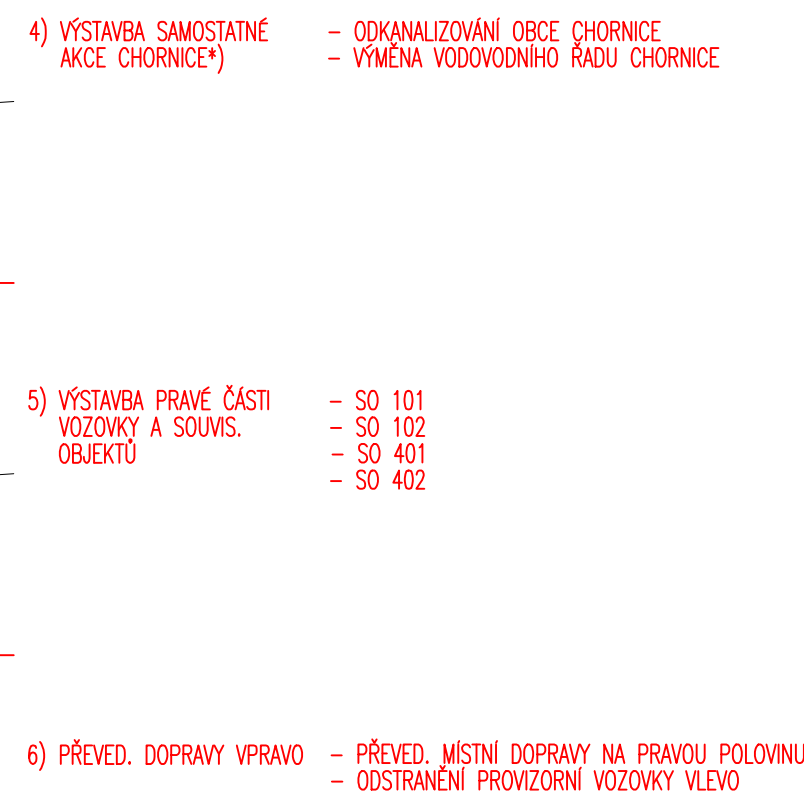 4) VÝSTAVBA SAMOSTATNÉ – ODKANALIZOVÁNÍ OBCE CHORNICE
AKCE CHORNICE*) – VÝMĚNA VODOVODNÍHO ŘADU CHORNICE
5) VÝSTAVBA PRAVÉ ČÁSTI – SO 101
VOZOVKY A SOUVIS. – SO 102
OBJEKTŮ – SO 401
– SO 402
6) PŘEVED. DOPRAVY VPRAVO – PŘEVED. MÍSTNÍ DOPRAVY NA PRAVOU POLOVINU
– ODSTRANĚNÍ PROVIZORNÍ VOZOVKY VLEVO